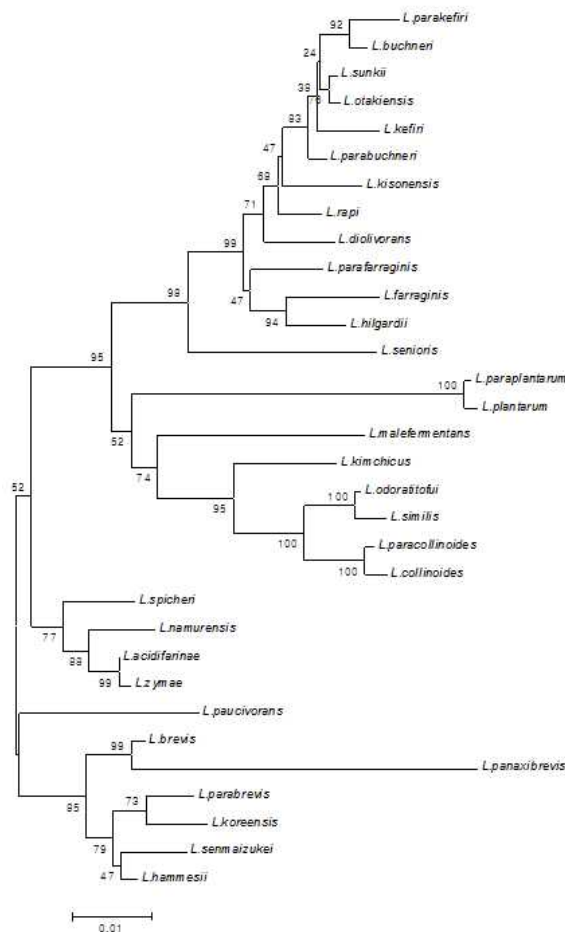 92
L.parakefiri
L.buchneri
24
L.sunkii
39
76
L.otakiensis
L.kefiri
83
L.parabuchneri
47
L.kisonensis
69
L.rapi
71
L.diolivorans
99
L.parafarraginis
47
L.farraginis
94
L.hilgardii
98
L.senioris
95
L.paraplantarum
100
L.plantarum
52
L.malefermentans
74
L.kimchicus
95
L.odoratitofui
100
L.similis
100
L.paracollinoides
100
L.collinoides
52
L.spicheri
77
L.namurensis
88
L.acidifarinae
99
L.zymae
L.paucivorans
L.brevis
99
L.panaxibrevis
95
L.parabrevis
73
L.koreensis
79
L.senmaizukei
47
L.hammesii
0.01